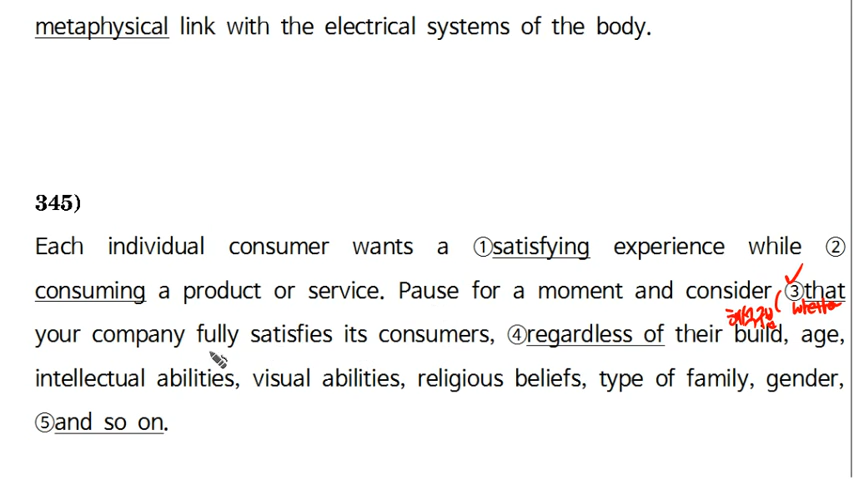 metaphysical link with the electrical systems of the body.
345)
Each individual consumer wants a ①satisfying experience while ②
consuming a product or service. Pause for a moment and consider ③that
whether
your company fully satisfies its consumers, ④regardless of their build, age,
intellectual abilities, visual abilities, religious beliefs, type of family, gender,
⑤and so on.